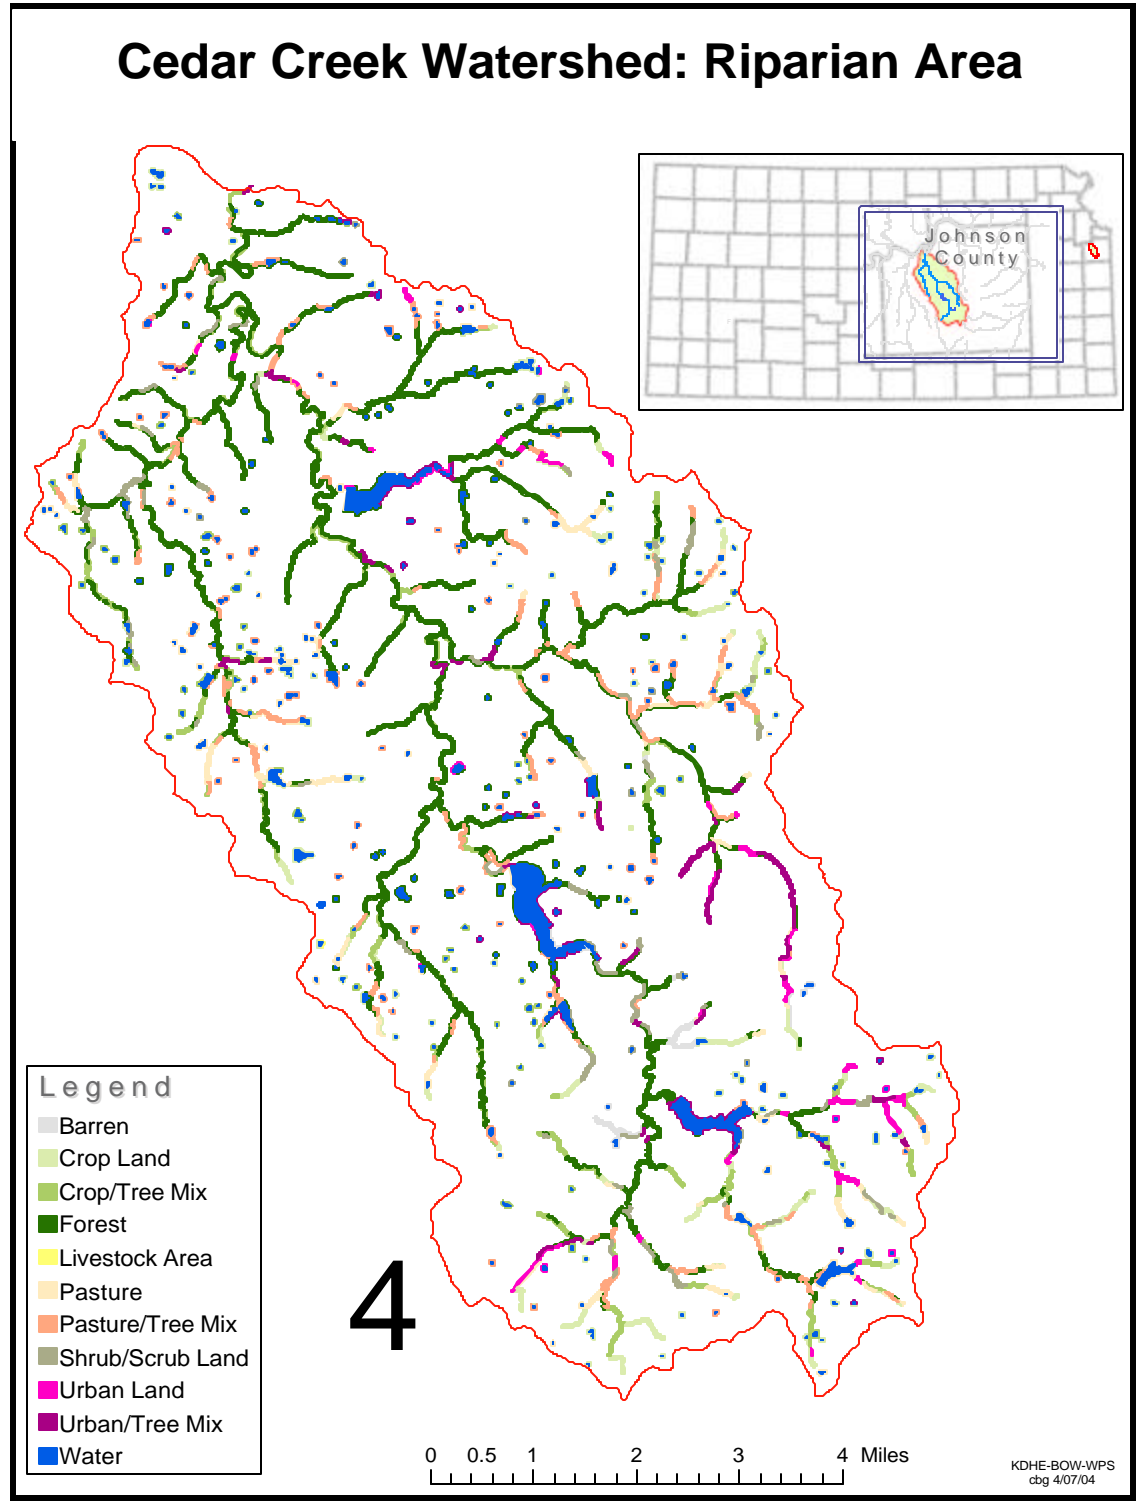 Cedar Creek Watershed: Riparian Area
Johnson
County
Legend
Barren
Crop Land
Crop/Tree Mix
Forest
Livestock Area
Pasture
Pasture/Tree Mix
Shrub/Scrub Land
Urban Land
Urban/Tree Mix
Water
4
0 0.5 1 2 3 4 Miles
KDHE-BOW-WPS
cbg 4/07/04